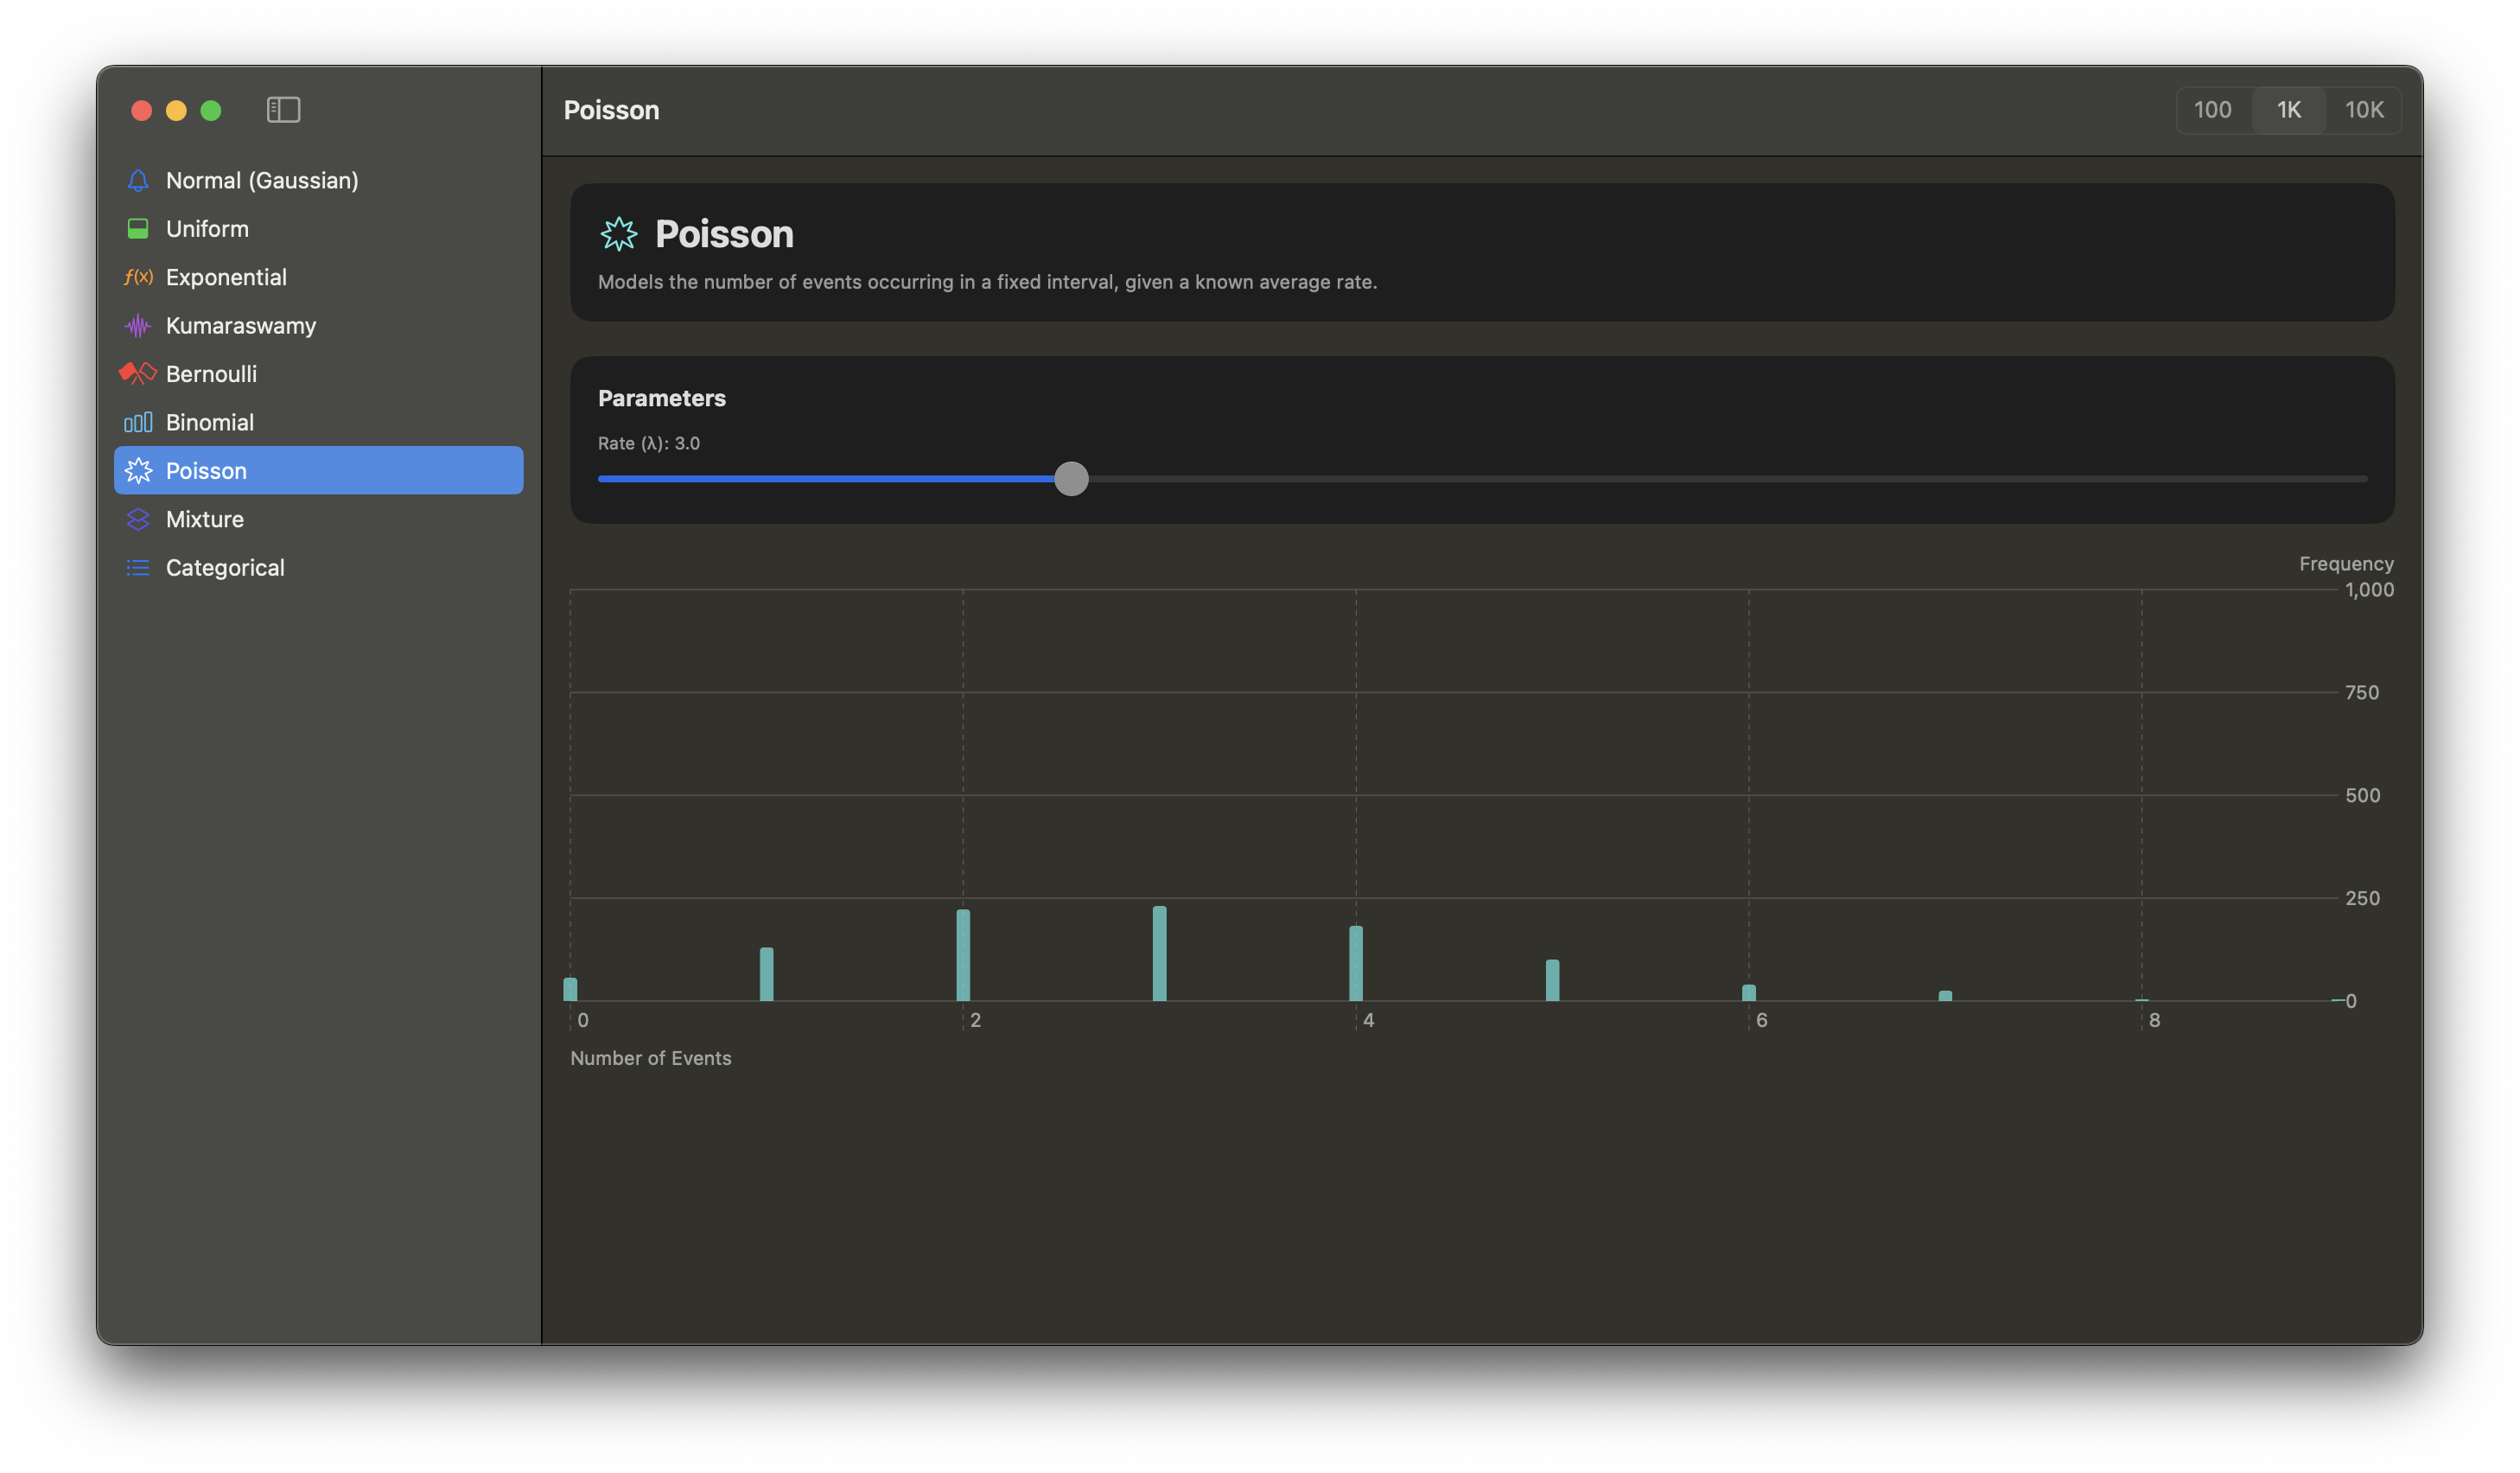 Poisson
100 1K 10K
Normal (Gaussian)
Uniform
f(x) Exponential
Kumaraswamy
Bernoulli
Binomial
Poisson
Mixture
Categorical
Poisson
Models the number of events occurring in a fixed interval, given a known average rate.
Parameters
Rate (λ): 3.0
Frequency
1,000
750
500
250
0
0 2 4 6 8
Number of Events